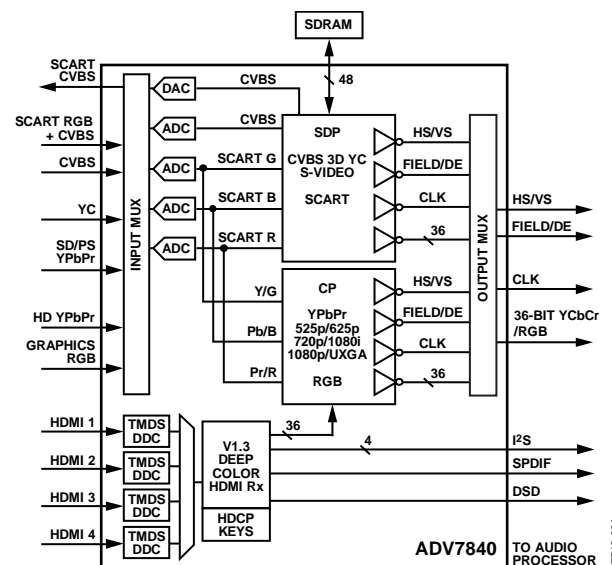 SDRAM
48
SCART
CVBS
SCART RGB
+ CVBS
CVBS
YC
SD/PS
YPbPr
HD YPbPr
GRAPHICS
RGB
INPUT MUX
DAC
ADC
ADC
ADC
ADC
CVBS
CVBS
SCART G
SCART B
SCART R
Y/G
Pb/B
Pr/R
SDP
CVBS 3D YC
S-VIDEO
SCART
HS/VS
FIELD/DE
CLK
36
CP
YPbPr
525p/625p
720p/1080i
1080p/UXGA
RGB
HS/VS
FIELD/DE
CLK
36
OUTPUT MUX
HS/VS
FIELD/DE
CLK
36-BIT YCbCr
/RGB
HDMI 1
HDMI 2
HDMI 3
HDMI 4
TMDS
DDC
TMDS
DDC
TMDS
DDC
TMDS
DDC
36
V1.3
DEEP
COLOR
HDMI Rx
HDCP
KEYS
4
I²S
SPDIF
DSD
ADV7840
TO AUDIO
PROCESSOR